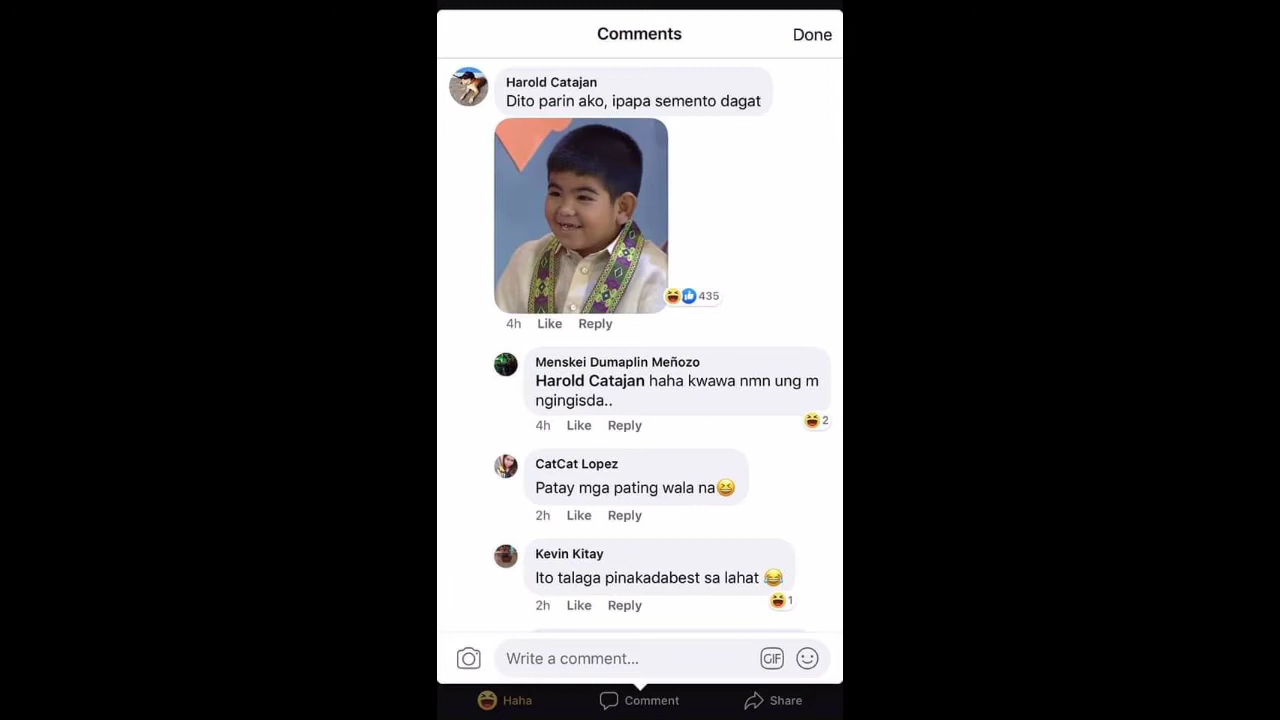 Comments
Done
Harold Catajan
Dito parin ako, ipapa semento dagat
435
4h Like Reply
Menskei Dumaplin Meñozo
Harold Catajan haha kwawa nmn ung m
ngingisda..
4h Like Reply
2
CatCat Lopez
Patay mga pating wala na😆
2h Like Reply
Kevin Kitay
Ito talaga pinakadabest sa lahat 😂
2h Like Reply
1
Write a comment...
GIF
Haha
Comment
Share